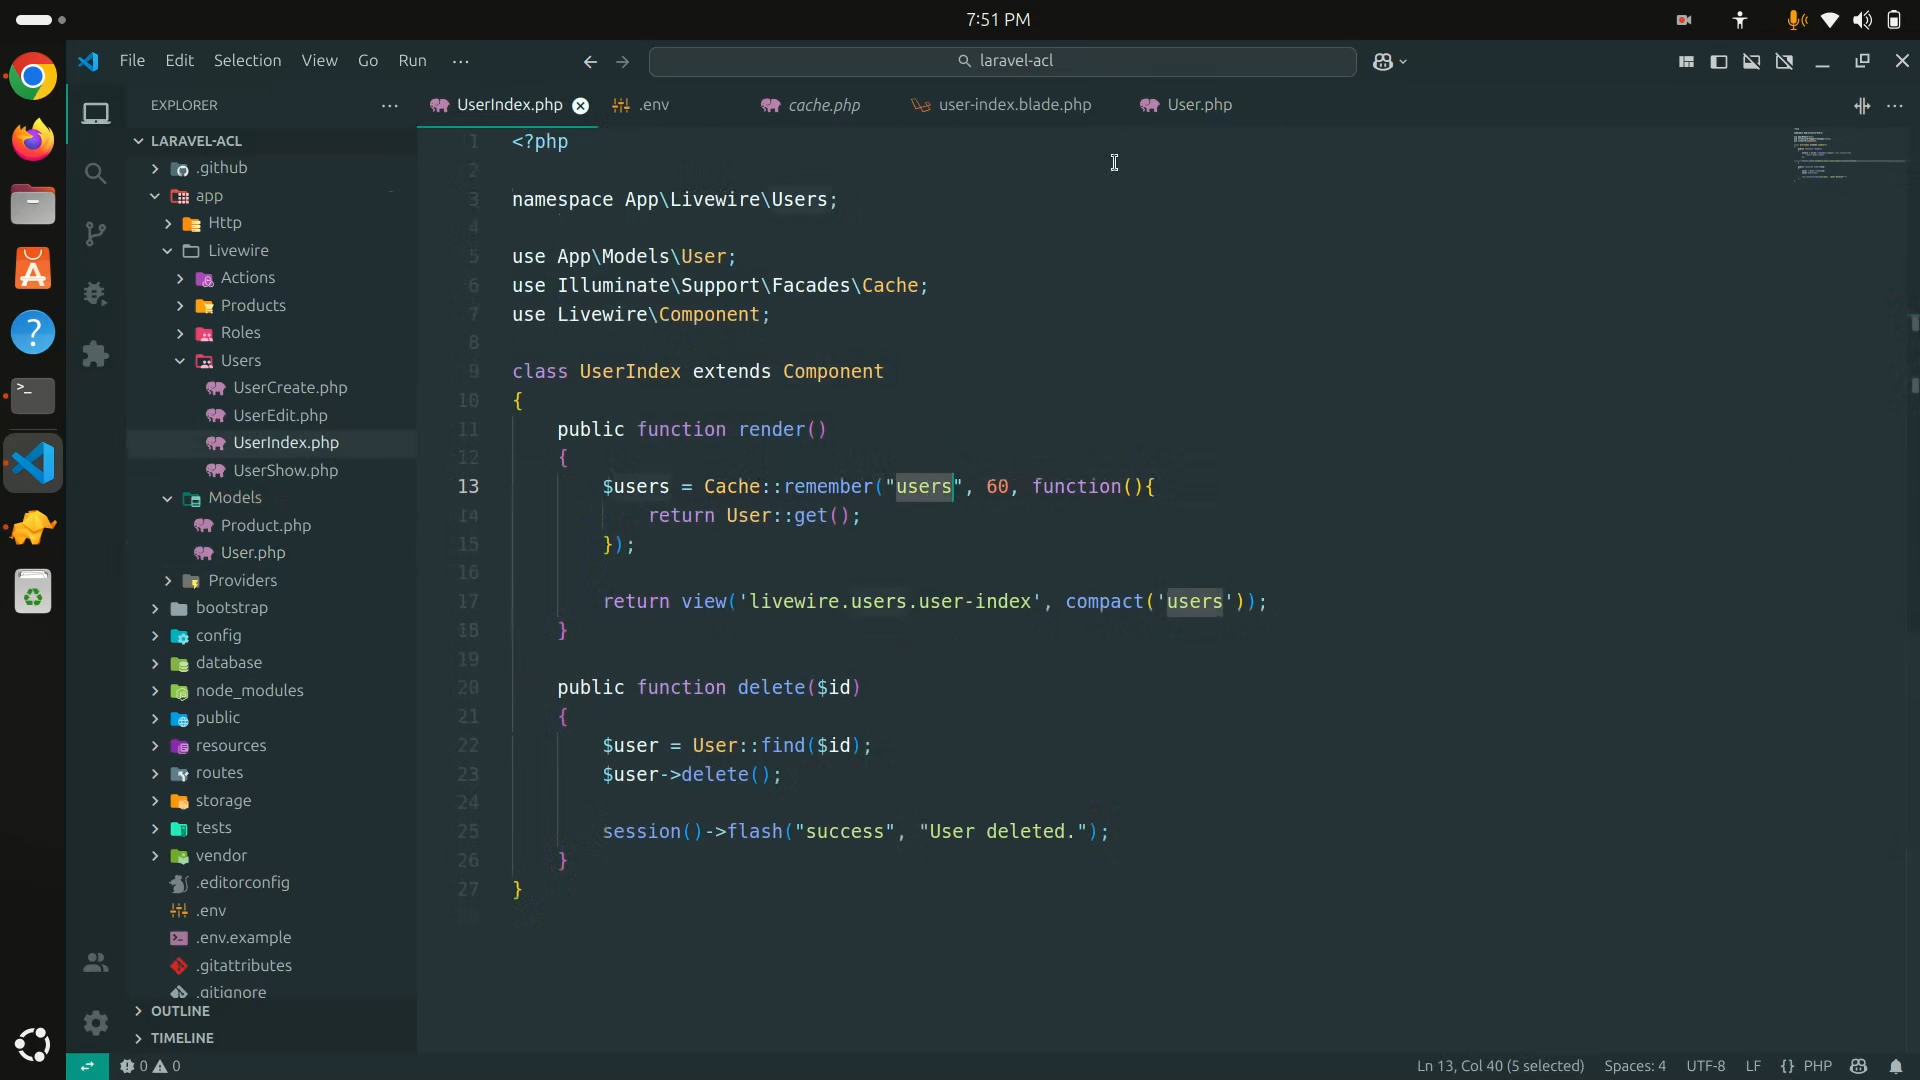 7:51 PM
File Edit Selection View Go Run ...
laravel-acl
EXPLORER
LARAVEL-ACL
.github
app
Http
Livewire
Actions
Products
Roles
Users
UserCreate.php
UserEdit.php
UserIndex.php
UserShow.php
Models
Product.php
User.php
Providers
bootstrap
config
database
node_modules
public
resources
routes
storage
tests
vendor
.editorconfig
.env
.env.example
.gitattributes
.gitignore
OUTLINE
TIMELINE
UserIndex.php .env cache.php user-index.blade.php User.php
1 <?php
2
3 namespace App\Livewire\Users;
4
5 use App\Models\User;
6 use Illuminate\Support\Facades\Cache;
7 use Livewire\Component;
8
9 class UserIndex extends Component
10 {
11 public function render()
12 {
13 $users = Cache::remember("users", 60, function(){
14 return User::get();
15 });
16
17 return view('livewire.users.user-index', compact('users'));
18 }
19
20 public function delete($id)
21 {
22 $user = User::find($id);
23 $user->delete();
24
25 session()->flash("success", "User deleted.");
26 }
27 }
0 0
Ln 13, Col 40 (5 selected) Spaces: 4 UTF-8 LF {} PHP